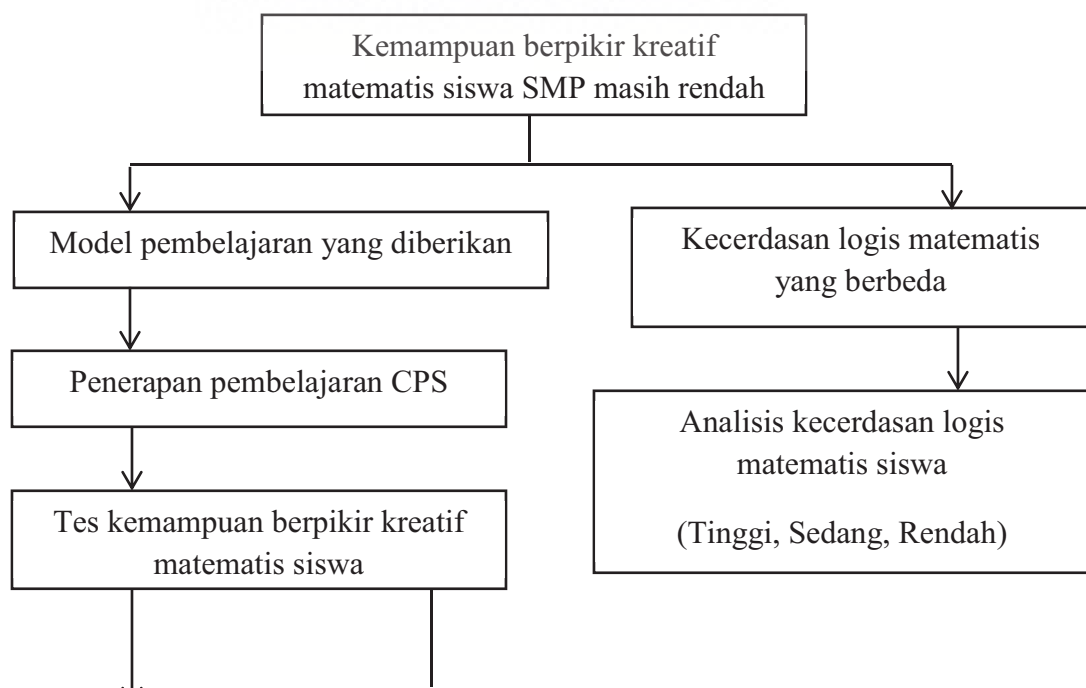 Kemampuan berpikir kreatif
matematis siswa SMP masih rendah
Model pembelajaran yang diberikan
Kecerdasan logis matematis
yang berbeda
Penerapan pembelajaran CPS
Analisis kecerdasan logis
matematis siswa
(Tinggi, Sedang, Rendah)
Tes kemampuan berpikir kreatif
matematis siswa